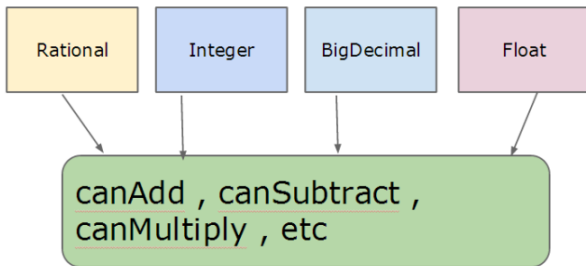 Rational
Integer
BigDecimal
Float
canAdd , canSubtract ,
canMultiply , etc